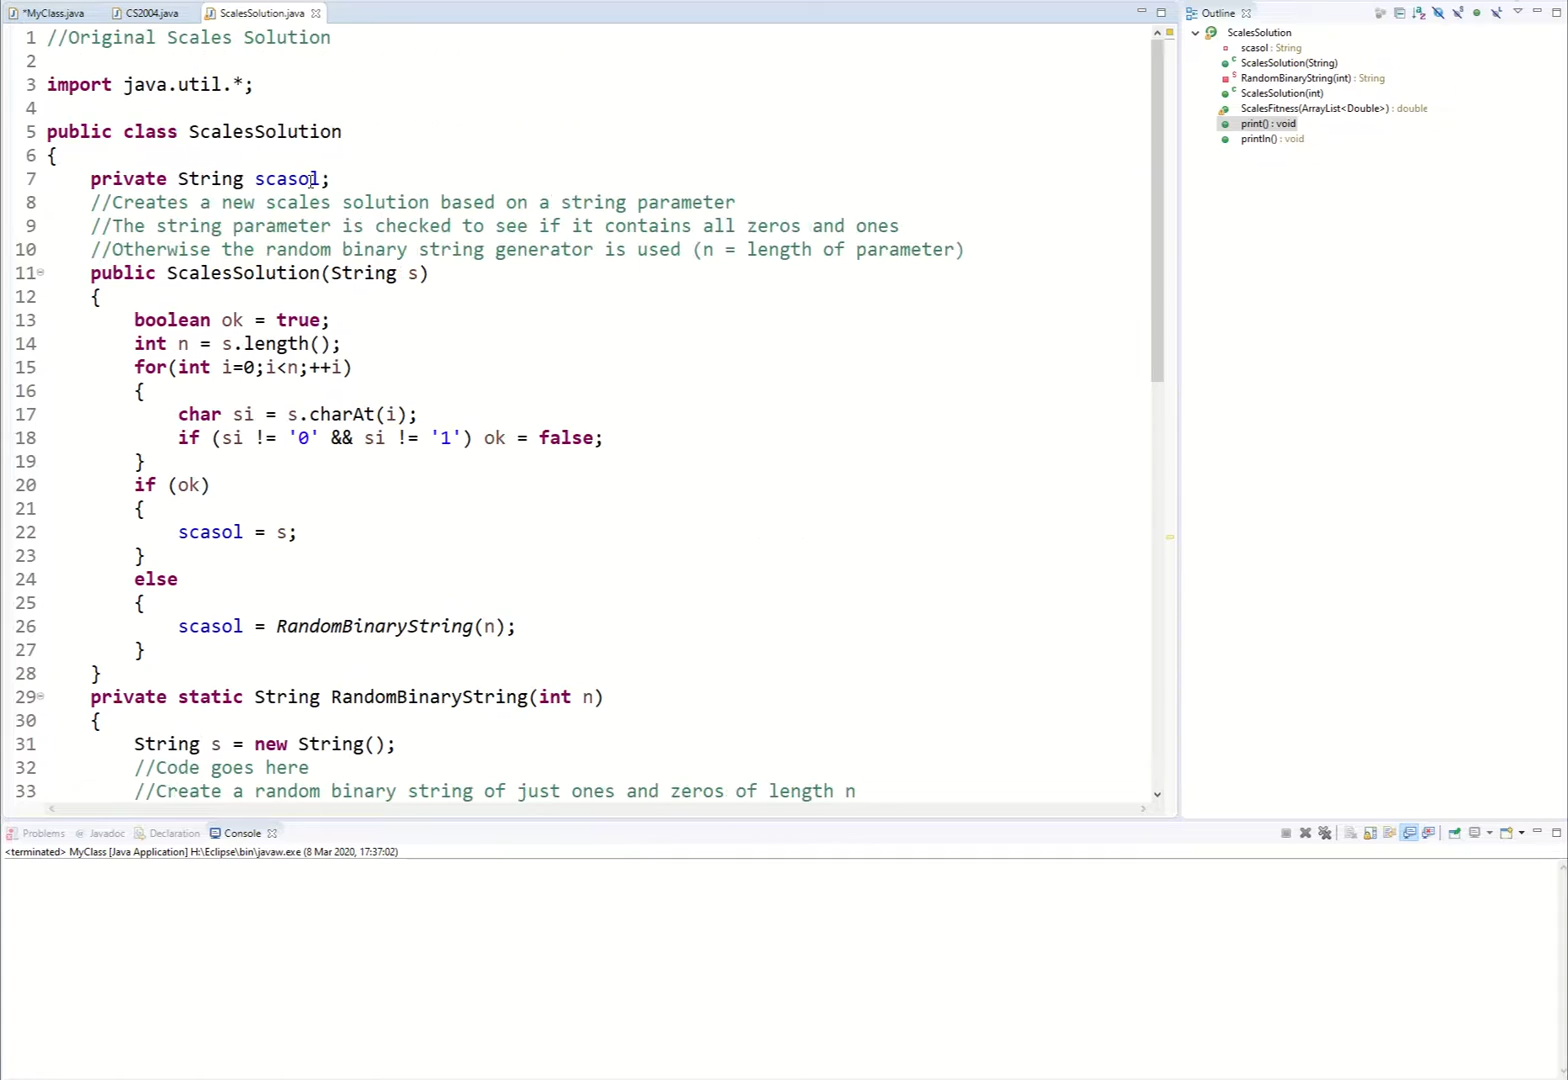 *MyClass.java CS2004.java ScalesSolution.java
1 //Original Scales Solution
2
3 import java.util.*;
4
5 public class ScalesSolution
6 {
7 private String scasol;
8 //Creates a new scales solution based on a string parameter
9 //The string parameter is checked to see if it contains all zeros and ones
10 //Otherwise the random binary string generator is used (n = length of parameter)
11 public ScalesSolution(String s)
12 {
13 boolean ok = true;
14 int n = s.length();
15 for(int i=0;i<n;++i)
16 {
17 char si = s.charAt(i);
18 if (si != '0' && si != '1') ok = false;
19 }
20 if (ok)
21 {
22 scasol = s;
23 }
24 else
25 {
26 scasol = RandomBinaryString(n);
27 }
28 }
29 private static String RandomBinaryString(int n)
30 {
31 String s = new String();
32 //Code goes here
33 //Create a random binary string of just ones and zeros of length n
Outline
ScalesSolution
scasol : String
ScalesSolution(String)
RandomBinaryString(int) : String
ScalesSolution(int)
ScalesFitness(ArrayList<Double>) : double
print() : void
println() : void
Problems Javadoc Declaration Console
<terminated> MyClass [Java Application] H:\Eclipse\bin\javaw.exe (8 Mar 2020, 17:37:02)